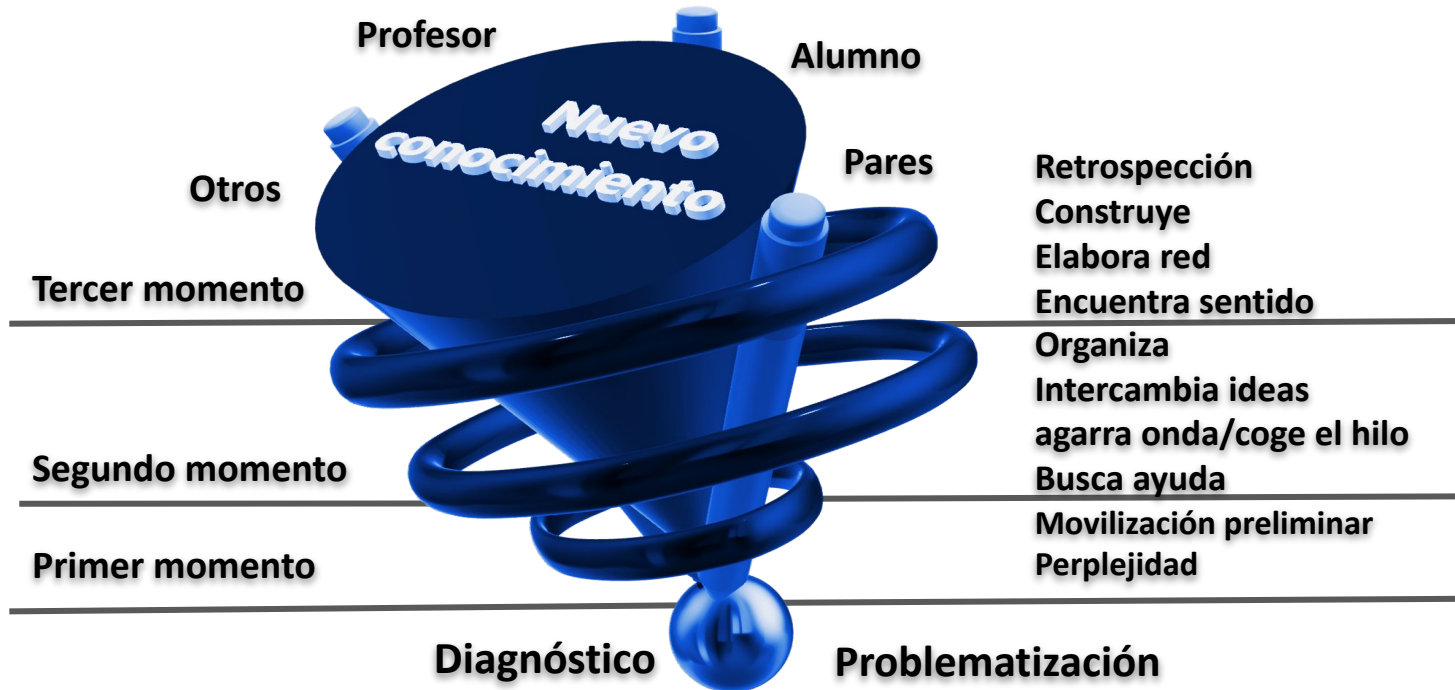 Profesor
Alumno
Nuevo
conocimiento
Otros
Pares
Tercer momento
Retrospección
Construye
Elabora red
Encuentra sentido
Segundo momento
Organiza
Intercambia ideas
agarra onda/coge el hilo
Busca ayuda
Primer momento
Movilización preliminar
Perplejidad
Diagnóstico
Problematización